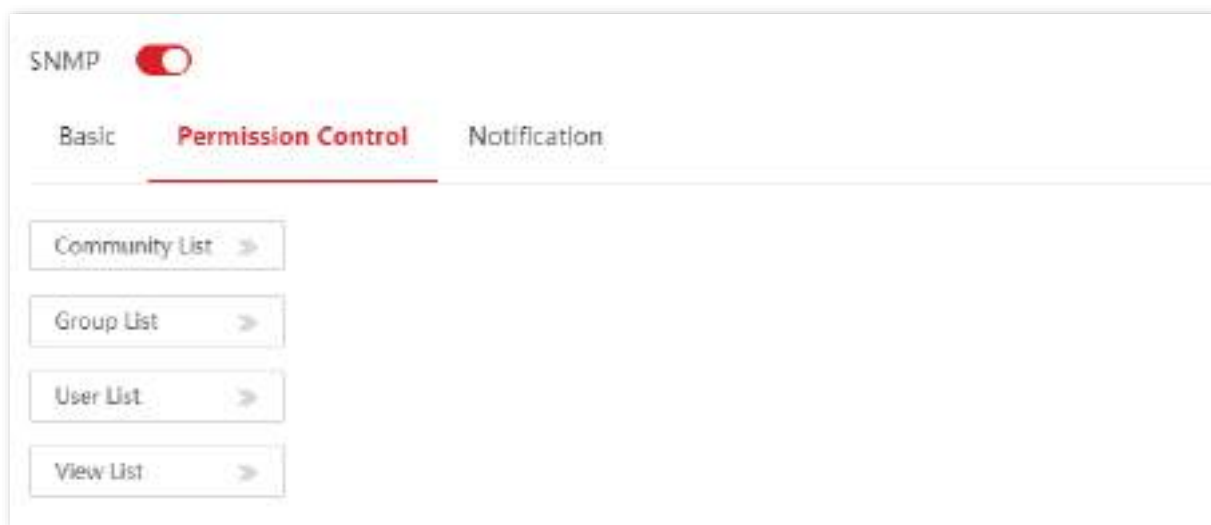 SNMP
Basic Permission Control Notification
Community List
Group List
User List
View List